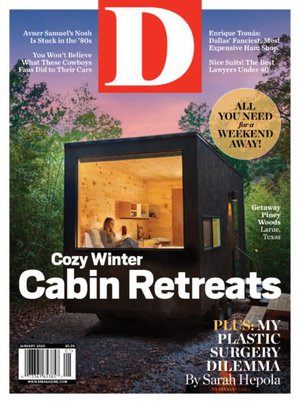 Avner Samuel's Nosh
Is Stuck in the '80s
You Won't Believe
What These Cowboys
Fans Did to Their Cars
D
Enrique Tomás:
Dallas' Fanciest, Most
Expensive Ham Shop
Nice Suits! The Best
Lawyers Under 40
ALL
YOU NEED
for a
WEEKEND
AWAY!
Getaway
Piney
Woods
Larue,
Texas
Cozy Winter
Cabin Retreats
PLUS: MY
PLASTIC
SURGERY
DILEMMA
By Sarah Hepola
JANUARY 2023
$5.99
WWW.DMAGAZINE.COM